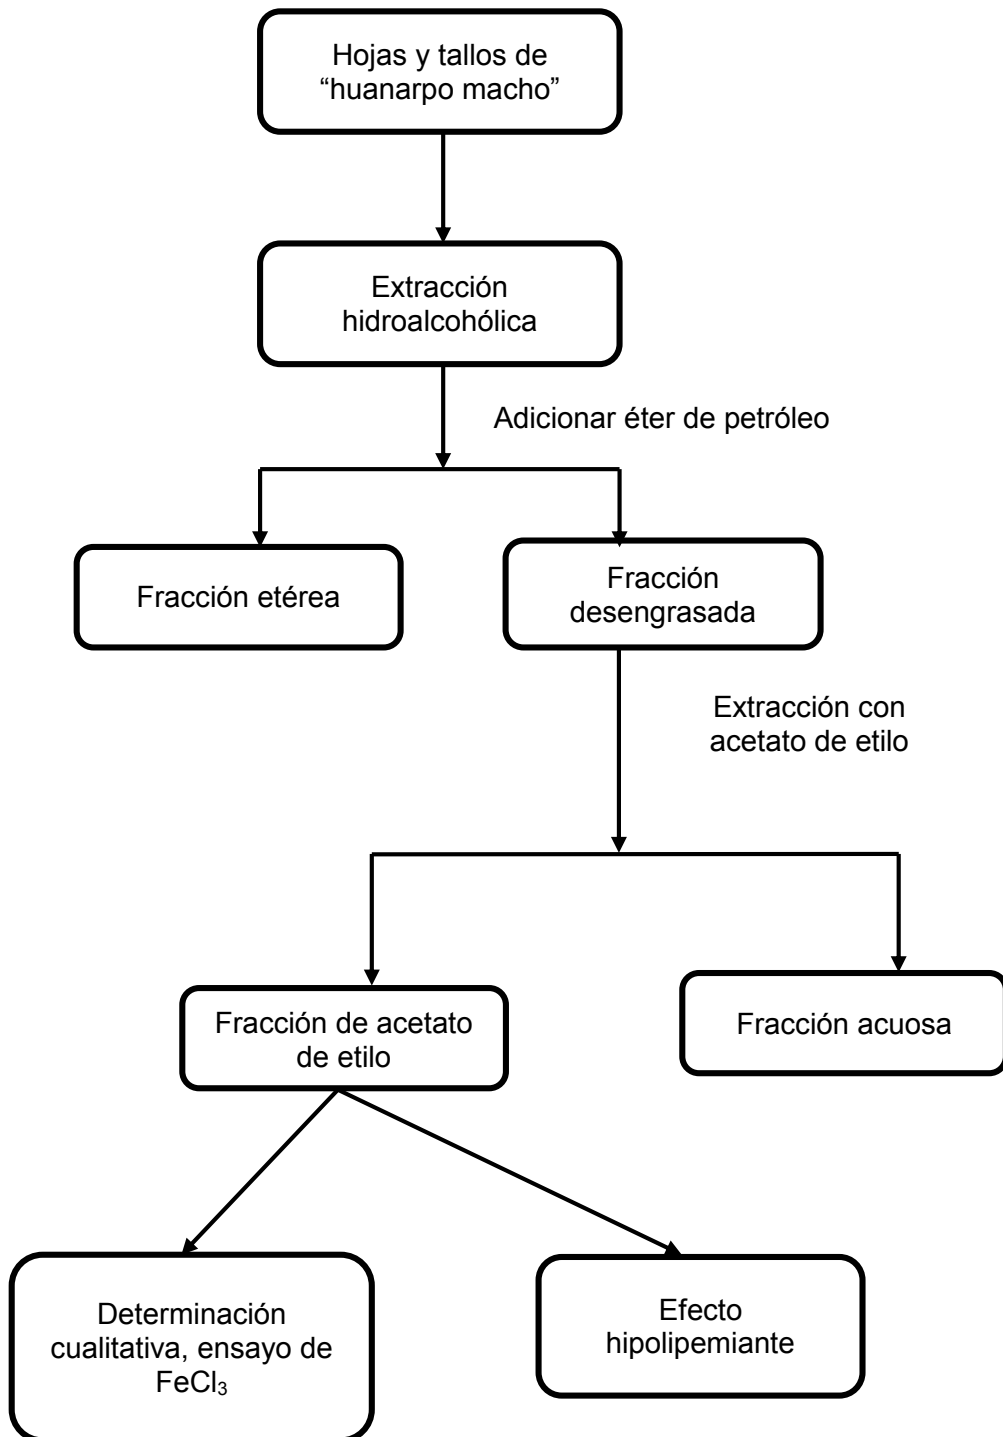 Hojas y tallos de
“huanarpo macho”
Extracción
hidroalcohólica
Adicionar éter de petróleo
Fracción etérea
Fracción
desengrasada
Extracción con
acetato de etilo
Fracción de acetato
de etilo
Fracción acuosa
Determinación
cualitativa, ensayo de
FeCl₃
Efecto
hipolipemiante